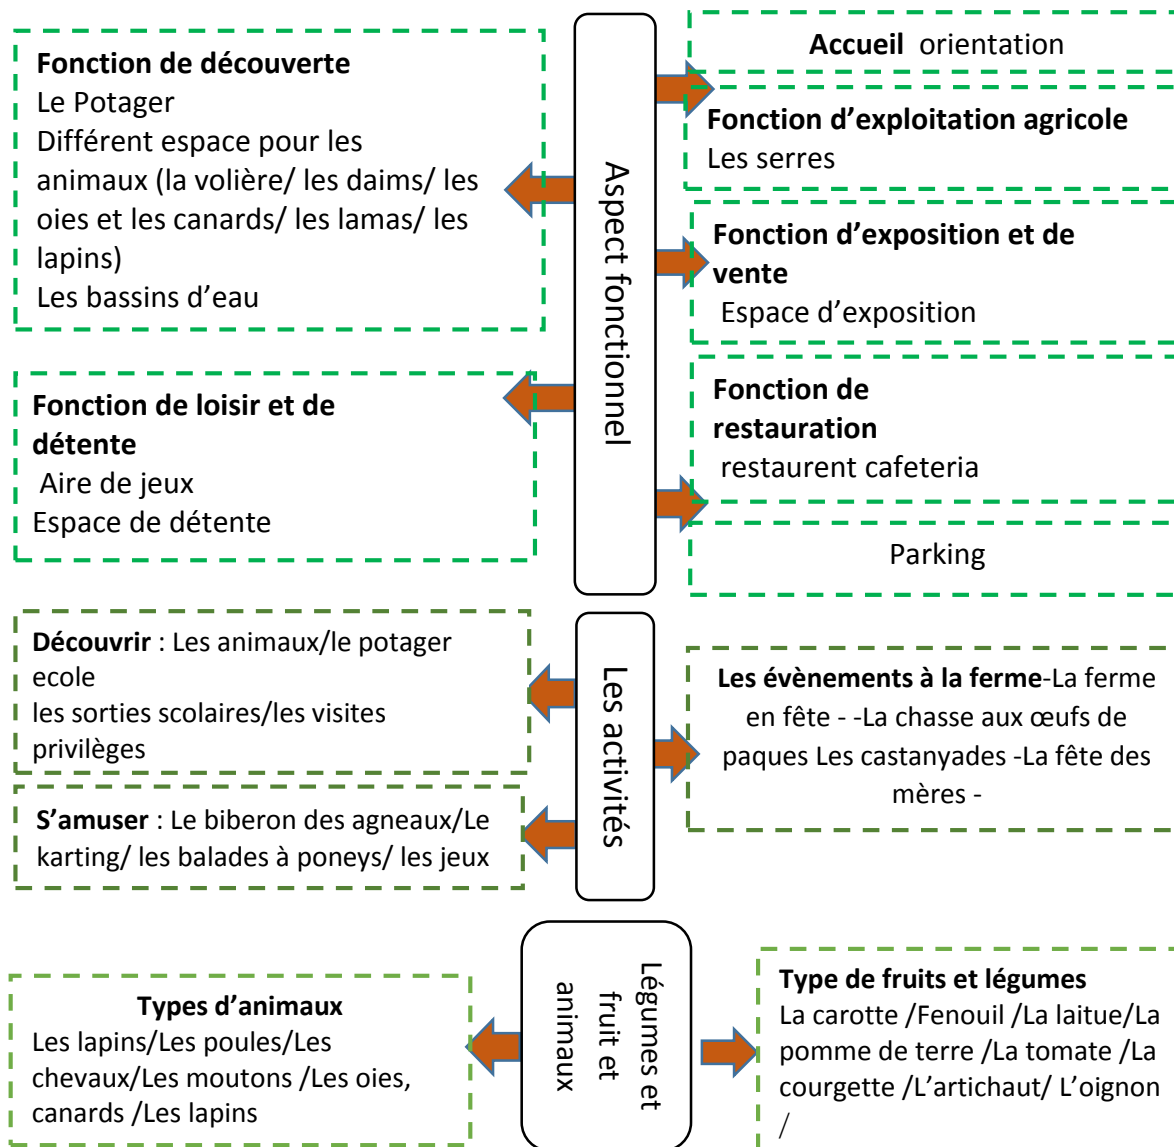 Fonction de découverte
Le Potager
Différent espace pour les
animaux (la volière/ les daims/ les
oies et les canards/ les lamas/ les
lapins)
Les bassins d’eau
Fonction de loisir et de
détente
Aire de jeux
Espace de détente
Aspect fonctionnel
Accueil orientation
Fonction d’exploitation agricole
Les serres
Fonction d’exposition et de
vente
Espace d’exposition
Fonction de
restauration
restaurent cafeteria
Parking
Découvrir : Les animaux/le potager
ecole
les sorties scolaires/les visites
privilèges
S’amuser : Le biberon des agneaux/Le
karting/ les balades à poneys/ les jeux
Les activités
Les évènements à la ferme-La ferme
en fête - -La chasse aux œufs de
paques Les castanyades -La fête des
mères -
Types d’animaux
Les lapins/Les poules/Les
chevaux/Les moutons /Les oies,
canards /Les lapins
Légumes et
fruit et
animaux
Type de fruits et légumes
La carotte /Fenouil /La laitue/La
pomme de terre /La tomate /La
courgette /L’artichaut/ L’oignon
/